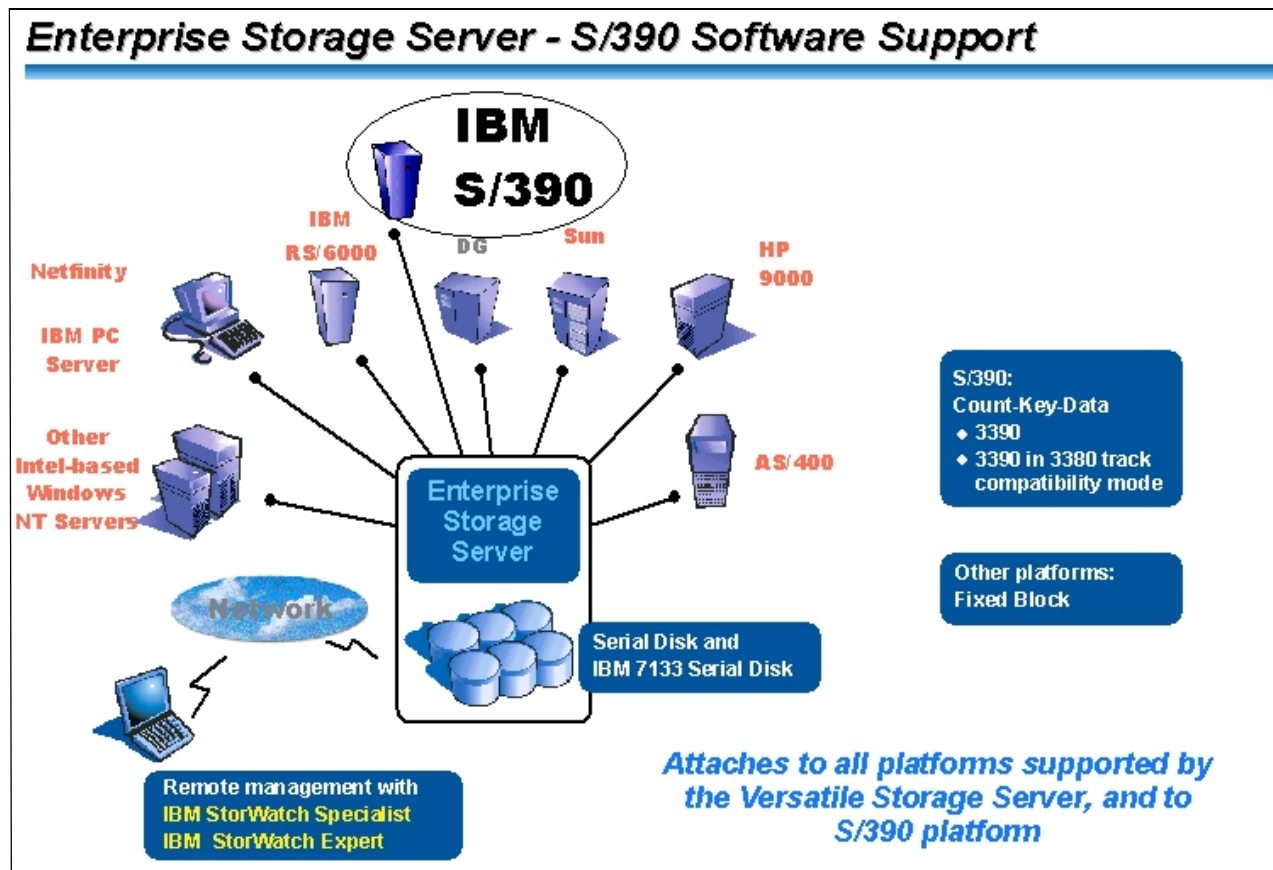 Enterprise Storage Server - S/390 Software Support
IBM
S/390
IBM
RS/6000
DG
Sun
HP
9000
Netfinity
IBM PC
Server
Other
Intel-based
Windows
NT Servers
AS/400
Enterprise
Storage
Server
S/390:
Count-Key-Data
◆ 3390
◆ 3390 in 3380 track
compatibility mode
Other platforms:
Fixed Block
Network
Serial Disk and
IBM 7133 Serial Disk
Remote management with
IBM StorWatch Specialist
IBM StorWatch Expert
Attaches to all platforms supported by
the Versatile Storage Server, and to
S/390 platform